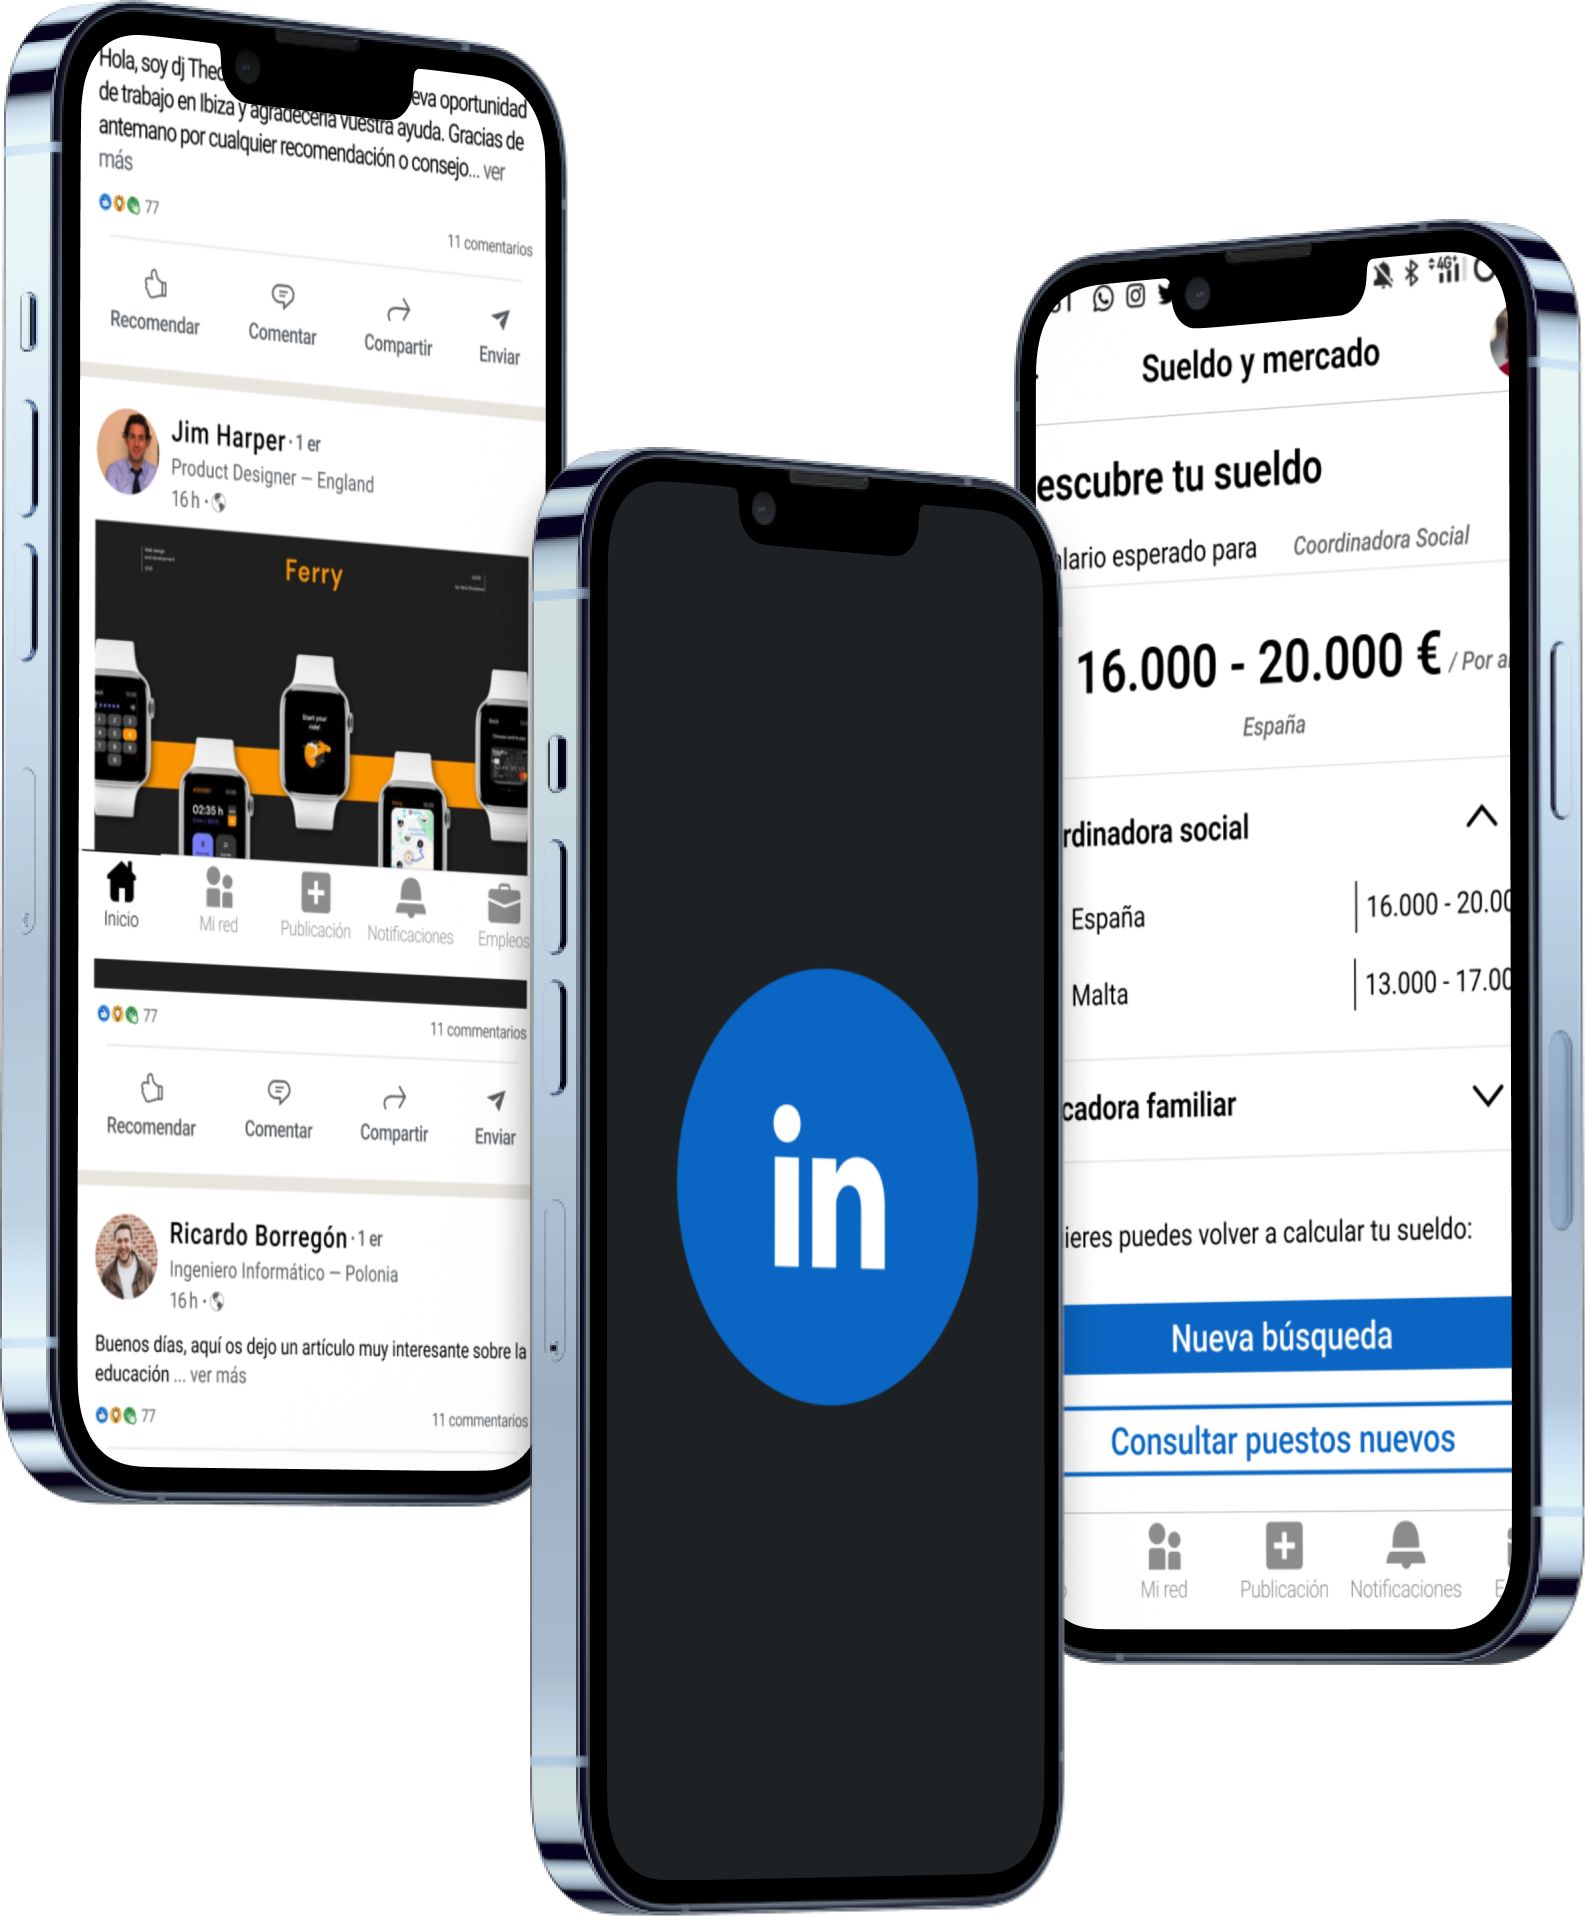 Hola, soy dj Theo
eva oportunidad
de trabajo en Ibiza y agradecería vuestra ayuda. Gracias de
antemano por cualquier recomendación o consejo... ver
más
77
11 comentarios
Recomendar
Comentar
Compartir
Enviar
Jim Harper · 1 er
Product Designer – England
16 h ·
Ferry
Start your
ride!
02:35 h
Inicio
Mi red
Publicación
Notificaciones
Empleos
77
11 commentarios
Recomendar
Comentar
Compartir
Enviar
Ricardo Borregón · 1 er
Ingeniero Informático – Polonia
16 h ·
Buenos días, aquí os dejo un artículo muy interesante sobre la
educación ... ver más
77
11 commentarios
in
4G+
Sueldo y mercado
escubre tu sueldo
lario esperado para
Coordinadora Social
16.000 - 20.000 € / Por a
España
rdinadora social
España
16.000 - 20.00
Malta
13.000 - 17.00
cadora familiar
ieres puedes volver a calcular tu sueldo:
Nueva búsqueda
Consultar puestos nuevos
Mi red
Publicación
Notificaciones
E